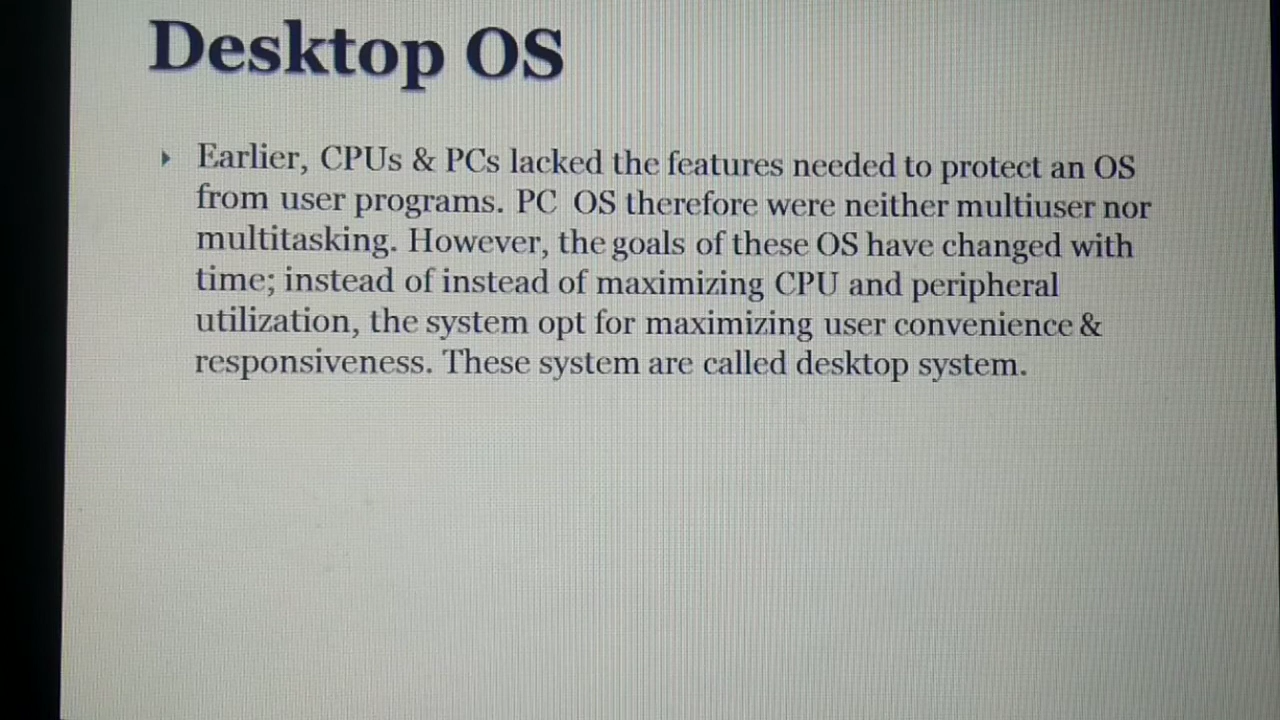 Desktop OS
Earlier, CPUs & PCs lacked the features needed to protect an OS
from user programs. PC OS therefore were neither multiuser nor
multitasking. However, the goals of these OS have changed with
time; instead of instead of maximizing CPU and peripheral
utilization, the system opt for maximizing user convenience &
responsiveness. These system are called desktop system.